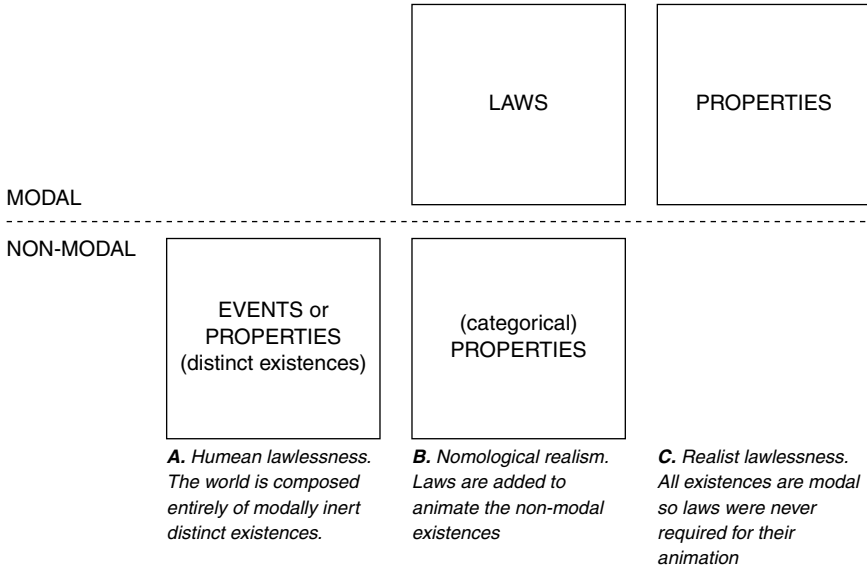 LAWS
PROPERTIES
MODAL
NON-MODAL
EVENTS or
PROPERTIES
(distinct existences)
(categorical)
PROPERTIES
A. Humean lawlessness.
The world is composed
entirely of modally inert
distinct existences.
B. Nomological realism.
Laws are added to
animate the non-modal
existences
C. Realist lawlessness.
All existences are modal
so laws were never
required for their
animation